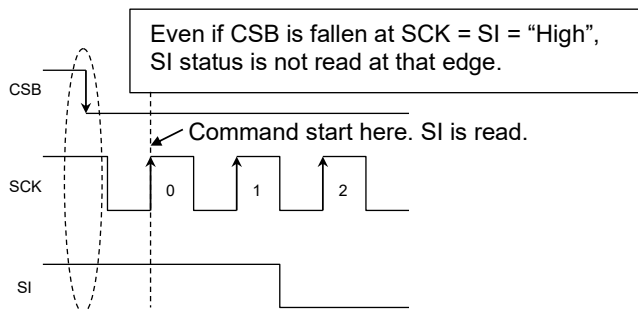 Even if CSB is fallen at SCK = SI = “High”,
SI status is not read at that edge.
CSB
Command start here. SI is read.
SCK
0
1
2
SI